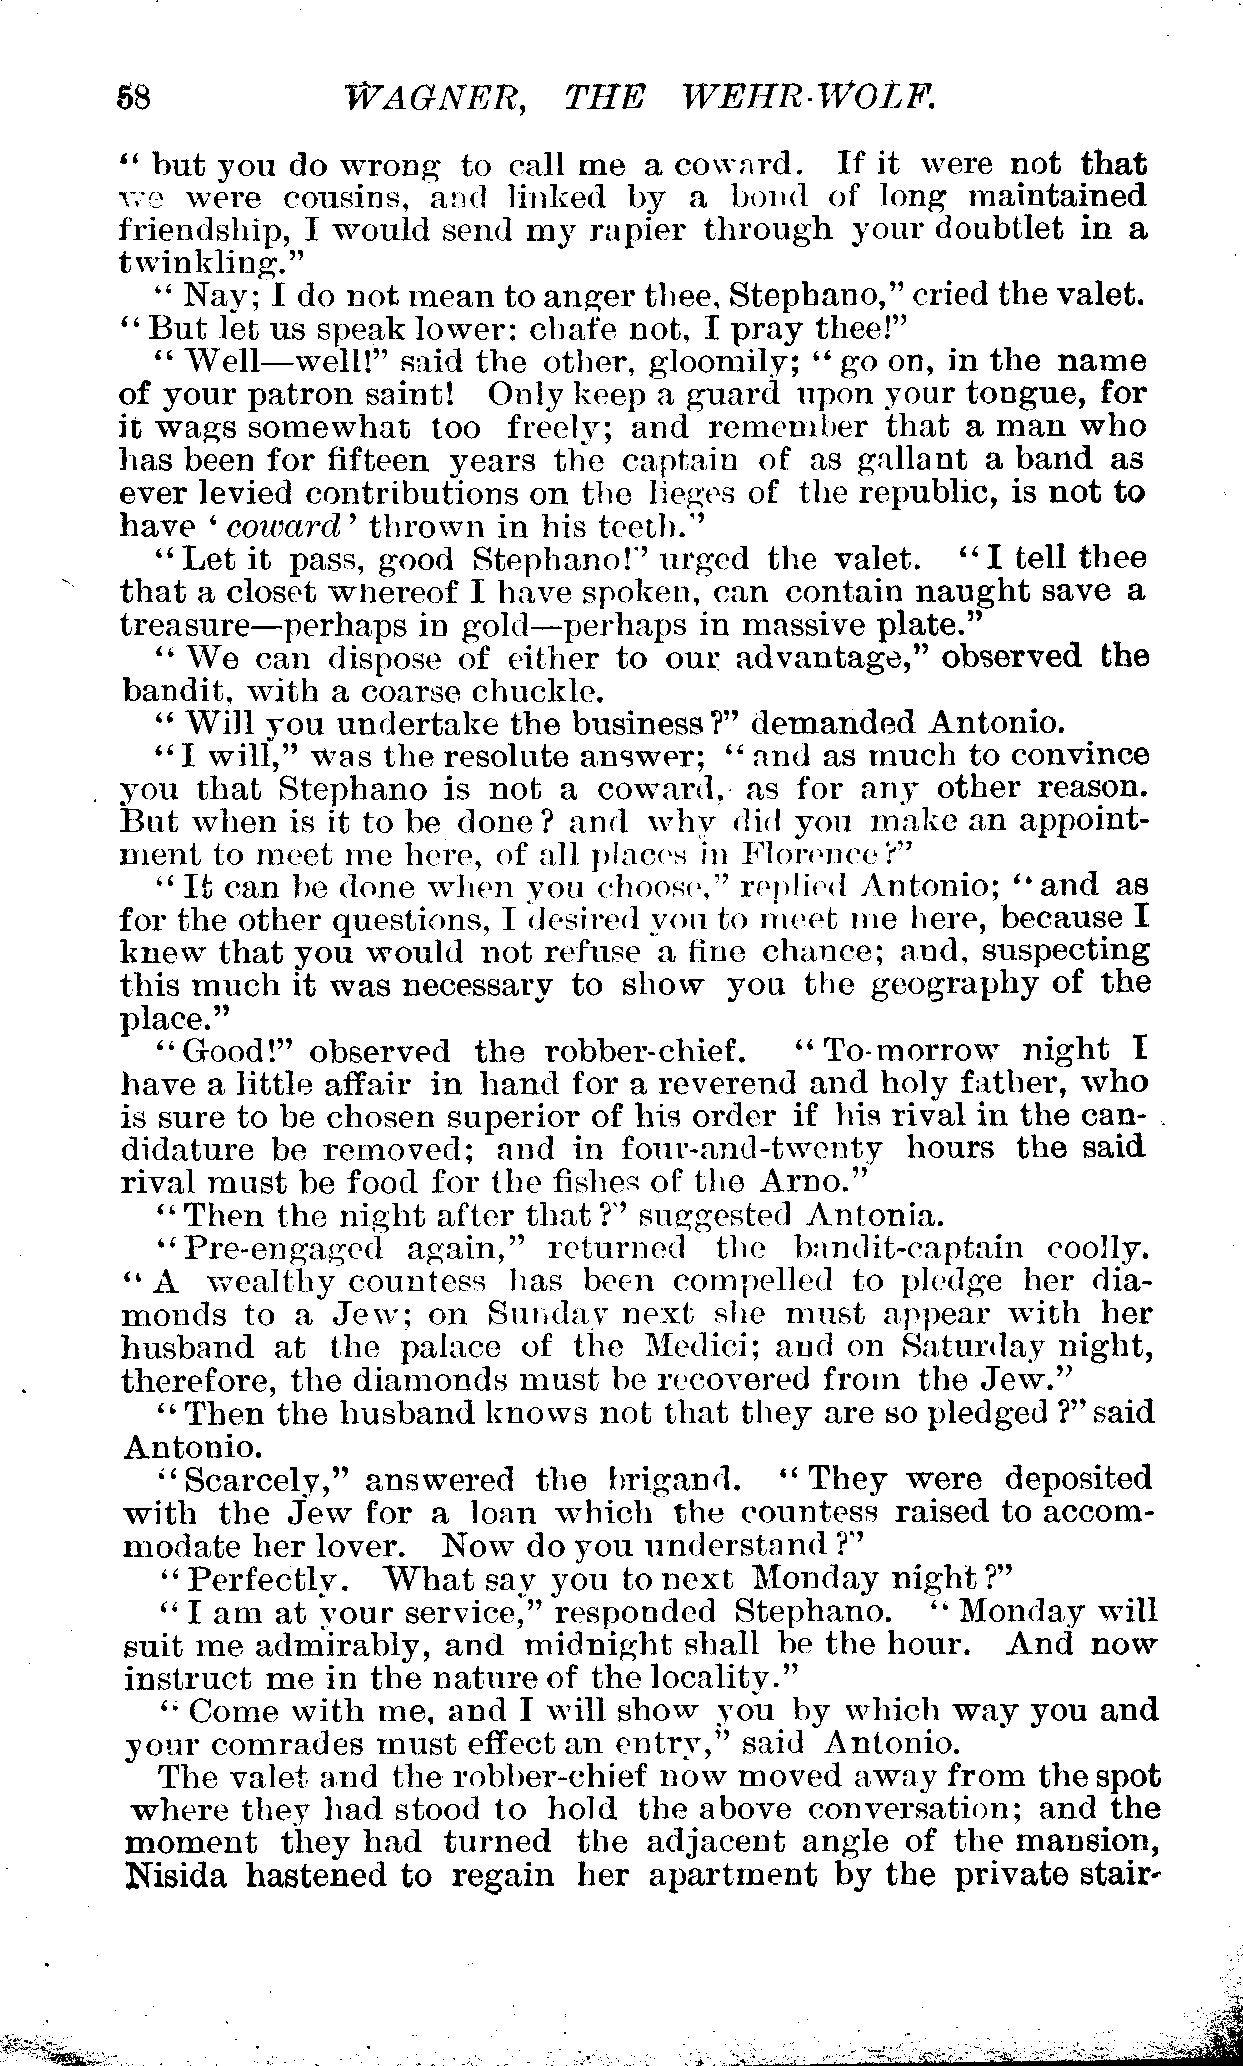 58 WAGNER, THE WEHR-WOLF.
“ but you do wrong to call me a coward. If it were not that
we were cousins, and linked by a bond of long maintained
friendship, I would send my rapier through your doubtlet in a
twinkling.”
“ Nay; I do not mean to anger thee, Stephano,” cried the valet.
“ But let us speak lower: chafe not, I pray thee!”
“ Well—well!” said the other, gloomily; “ go on, in the name
of your patron saint! Only keep a guard upon your tongue, for
it wags somewhat too freely; and remember that a man who
has been for fifteen years the captain of as gallant a band as
ever levied contributions on the lieges of the republic, is not to
have ‘ coward ’ thrown in his teeth.”
“ Let it pass, good Stephano!” urged the valet. “ I tell thee
that a closet whereof I have spoken, can contain naught save a
treasure—perhaps in gold—perhaps in massive plate.”
“ We can dispose of either to our advantage,” observed the
bandit, with a coarse chuckle.
“ Will you undertake the business ?” demanded Antonio.
“ I will,” was the resolute answer; “ and as much to convince
you that Stephano is not a coward, as for any other reason.
But when is it to be done ? and why did you make an appoint-
ment to meet me here, of all places in Florence ?”
“ It can be done when you choose,” replied Antonio; “ and as
for the other questions, I desired you to meet me here, because I
knew that you would not refuse a fine chance; and, suspecting
this much it was necessary to show you the geography of the
place.”
“ Good!” observed the robber-chief. “ To-morrow night I
have a little affair in hand for a reverend and holy father, who
is sure to be chosen superior of his order if his rival in the can-
didature be removed; and in four-and-twenty hours the said
rival must be food for the fishes of the Arno.”
“ Then the night after that ?” suggested Antonia.
“ Pre-engaged again,” returned the bandit-captain coolly.
“ A wealthy countess has been compelled to pledge her dia-
monds to a Jew; on Sunday next she must appear with her
husband at the palace of the Medici; and on Saturday night,
therefore, the diamonds must be recovered from the Jew.”
“ Then the husband knows not that they are so pledged ?” said
Antonio.
“ Scarcely,” answered the brigand. “ They were deposited
with the Jew for a loan which the countess raised to accom-
modate her lover. Now do you understand ?”
“ Perfectly. What say you to next Monday night ?”
“ I am at your service,” responded Stephano. “ Monday will
suit me admirably, and midnight shall be the hour. And now
instruct me in the nature of the locality.”
“ Come with me, and I will show you by which way you and
your comrades must effect an entry,” said Antonio.
The valet and the robber-chief now moved away from the spot
where they had stood to hold the above conversation; and the
moment they had turned the adjacent angle of the mansion,
Nisida hastened to regain her apartment by the private stair-